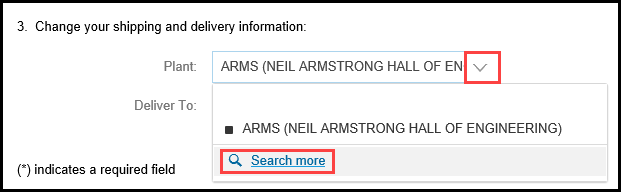 3. Change your shipping and delivery information:
Plant: ARMS (NEIL ARMSTRONG HALL OF EN
Deliver To:
ARMS (NEIL ARMSTRONG HALL OF ENGINEERING)
Search more
(*) indicates a required field